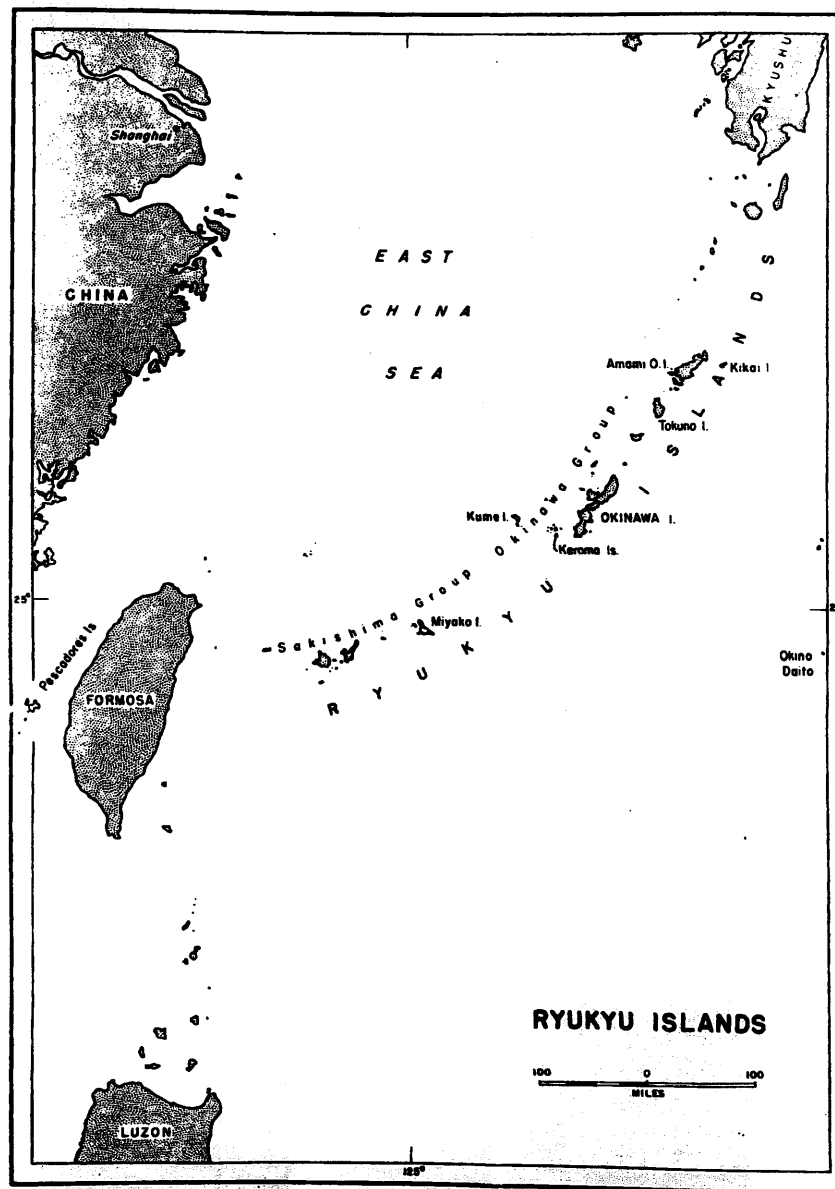 KYUSHU
Shanghai
EAST
CHINA
SEA
CHINA
RYUKYU ISLANDS
Amami O.I.
Kikai I
Tokuno I.
Okinawa Group
Kume I.
OKINAWA I.
Kerama Is.
25°
2
Sakishima Group
Miyako I.
Pescadores Is
Okino
Daito
FORMOSA
RYUKYU ISLANDS
100 0 100
MILES
LUZON
125°